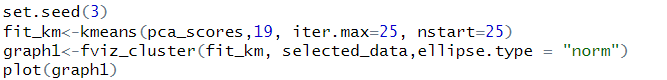 set.seed(3)
fit_km<-kmeans(pca_scores,19, iter.max=25, nstart=25)
graph1<-fviz_cluster(fit_km, selected_data,ellipse.type = "norm")
plot(graph1)